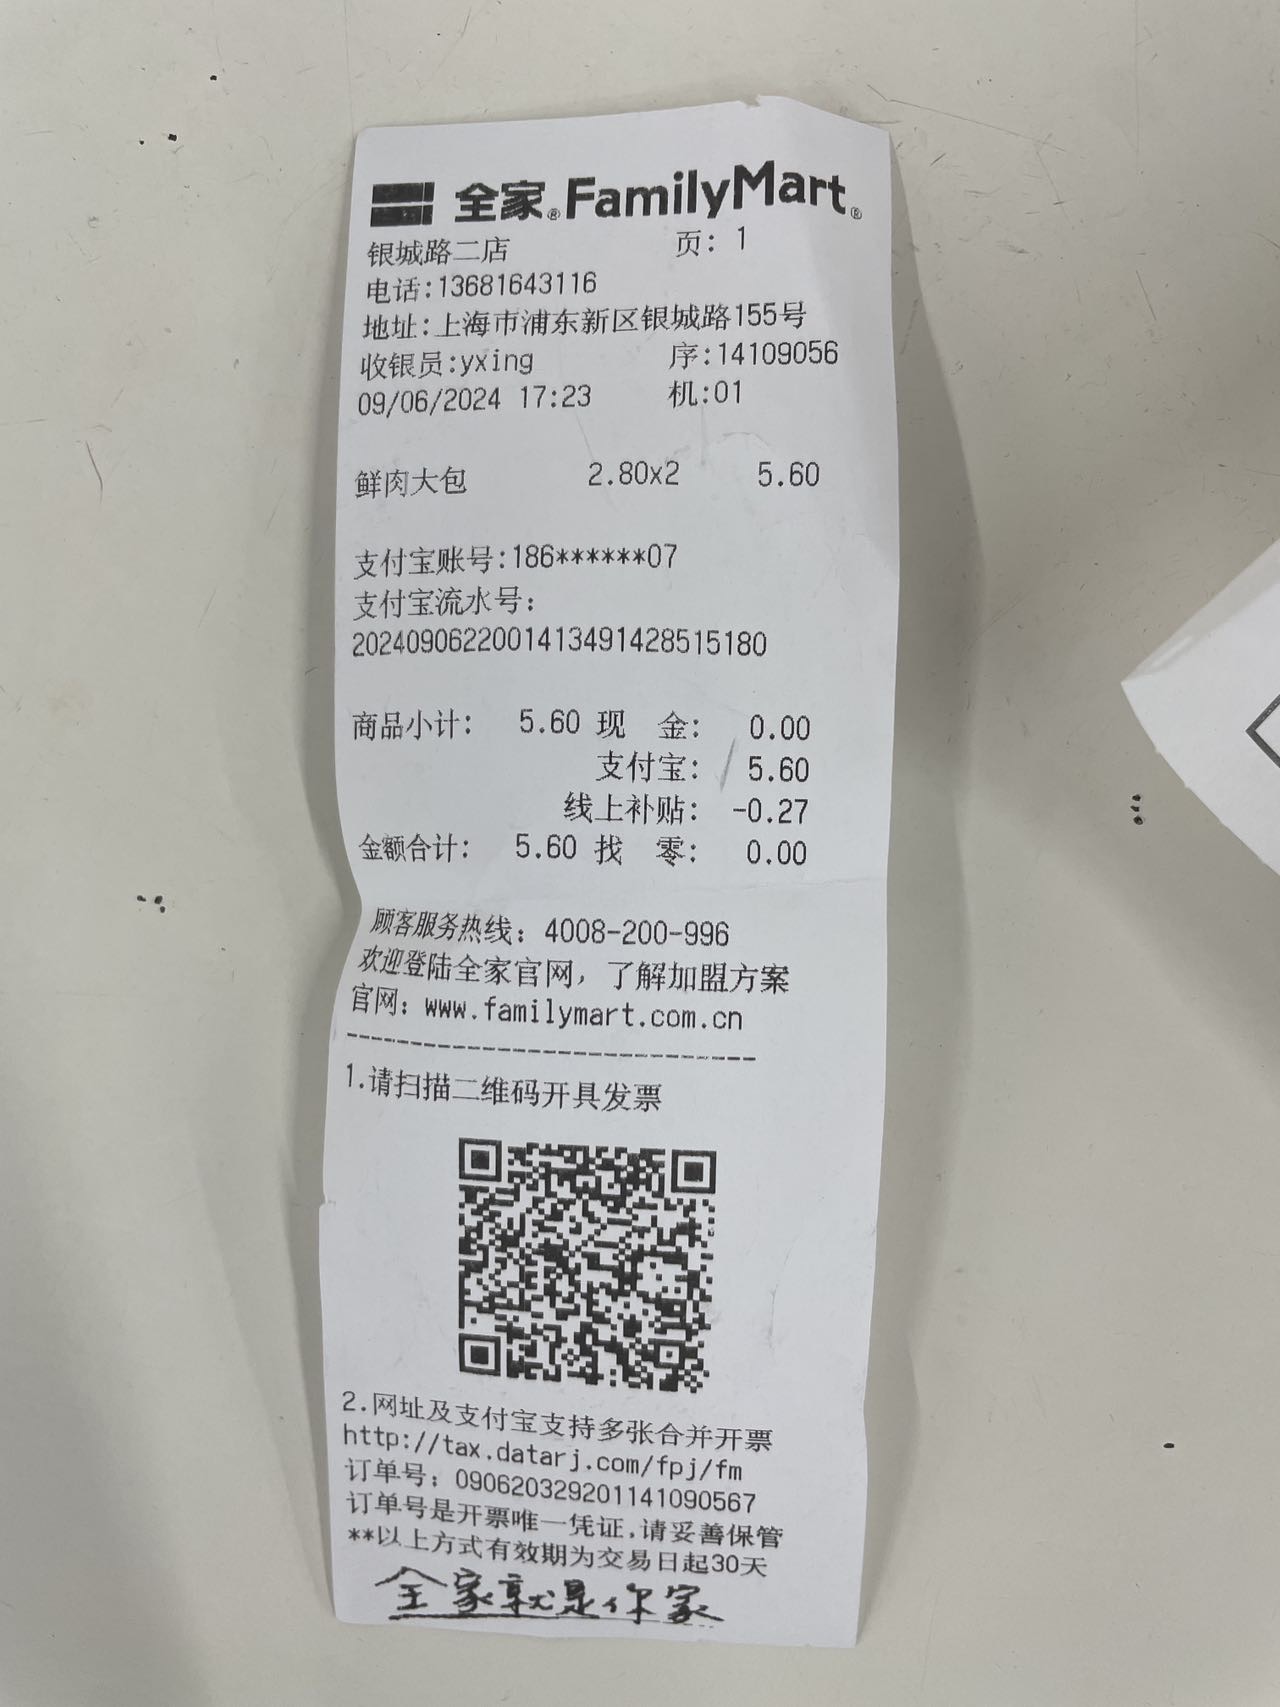 全家® FamilyMart®
银城路二店 页: 1
电话:13681643116
地址:上海市浦东新区银城路155号
收银员:yxing 序:14109056
09/06/2024 17:23 机:01
鲜肉大包 2.80x2 5.60
支付宝账号:186******07
支付宝流水号:
2024090622001413491428515180
商品小计: 5.60 现 金: 0.00
支付宝: 5.60
线上补贴: -0.27
金额合计: 5.60 找 零: 0.00
顾客服务热线: 4008-200-996
欢迎登陆全家官网, 了解加盟方案
官网: www.familymart.com.cn
-----------------------------
1.请扫描二维码开具发票
2.网址及支付宝支持多张合并开票
http://tax.datarj.com/fpj/fm
订单号: 090620329201141090567
订单号是开票唯一凭证,请妥善保管
**以上方式有效期为交易日起30天
全家就是你家